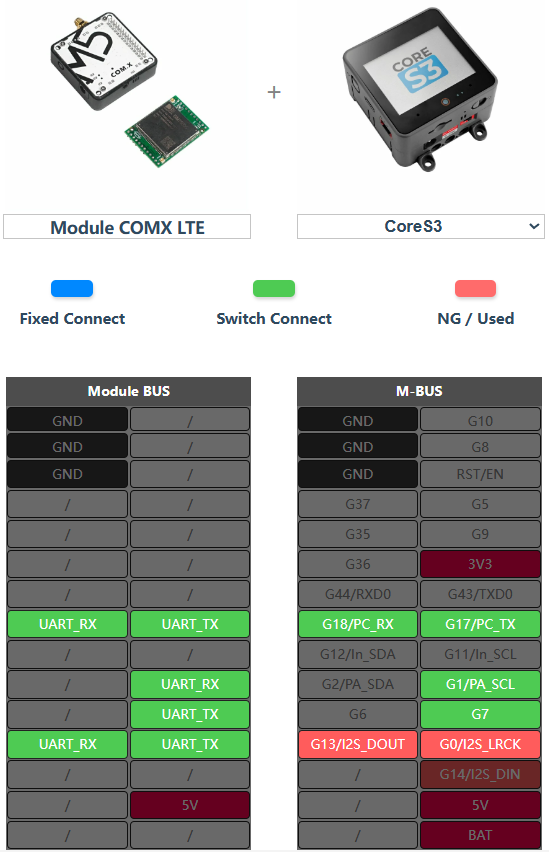 COM.X
CORE
S3
+
Module COMX LTE
CoreS3
Fixed Connect
Switch Connect
NG / Used
Module BUS
GND /
GND /
GND /
/ /
/ /
/ /
/ /
UART_RX UART_TX
/ /
/ UART_RX
/ UART_TX
UART_RX UART_TX
/ /
/ 5V
/ /
M-BUS
GND G10
GND G8
GND RST/EN
G37 G5
G35 G9
G36 3V3
G44/RXD0 G43/TXD0
G18/PC_RX G17/PC_TX
G12/In_SDA G11/In_SCL
G2/PA_SDA G1/PA_SCL
G6 G7
G13/I2S_DOUT G0/I2S_LRCK
/ G14/I2S_DIN
/ 5V
/ BAT